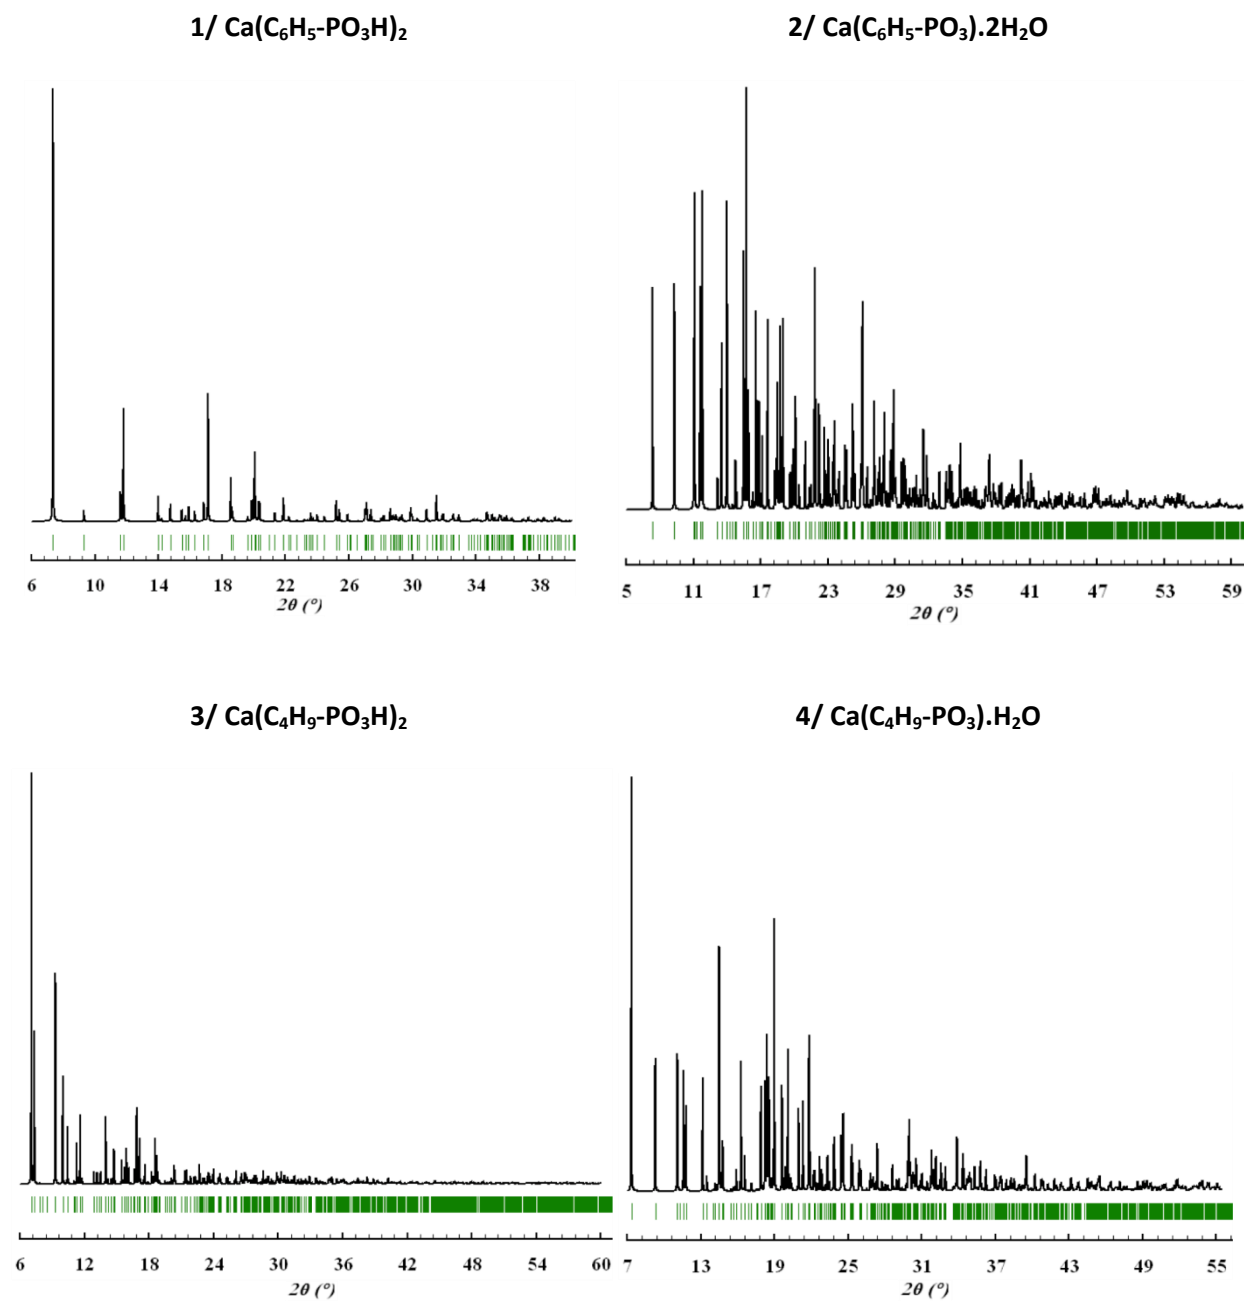 1/ Ca(C₆H₅-PO₃H)₂
2/ Ca(C₆H₅-PO₃).2H₂O
6 10 14 18 22 26 30 34 38
2θ (°)
5 11 17 23 29 35 41 47 53 59
2θ (°)
3/ Ca(C₄H₉-PO₃H)₂
4/ Ca(C₄H₉-PO₃).H₂O
6 12 18 24 30 36 42 48 54 60
2θ (°)
7 13 19 25 31 37 43 49 55
2θ (°)